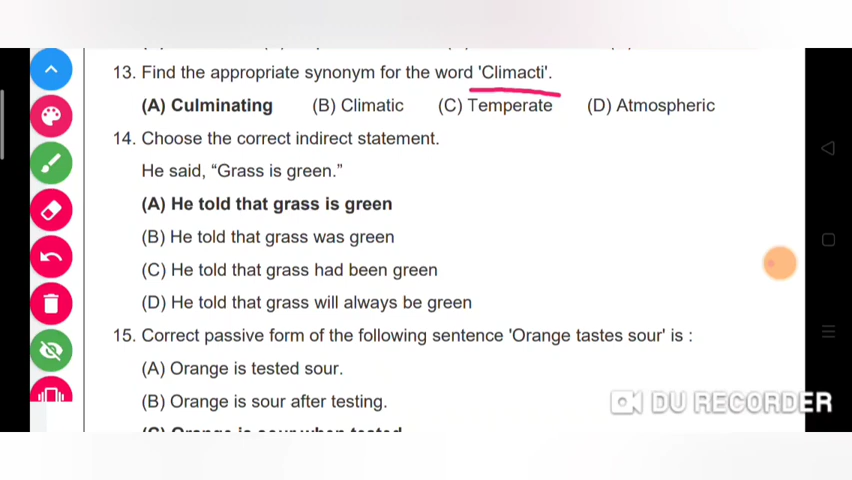 13. Find the appropriate synonym for the word 'Climacti'.
(A) Culminating (B) Climatic (C) Temperate (D) Atmospheric
14. Choose the correct indirect statement.
He said, “Grass is green.”
(A) He told that grass is green
(B) He told that grass was green
(C) He told that grass had been green
(D) He told that grass will always be green
15. Correct passive form of the following sentence 'Orange tastes sour' is :
(A) Orange is tested sour.
(B) Orange is sour after testing.
(C) Orange is sour when tested
DU RECORDER